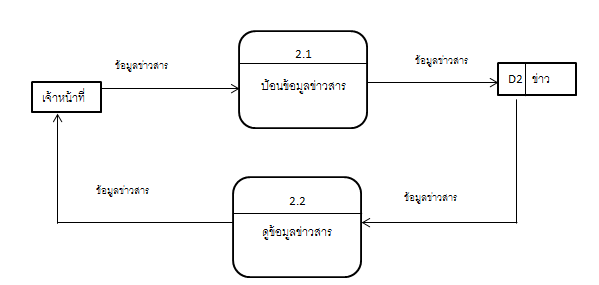 2.1
ข้อมูลข่าวสาร
ข้อมูลข่าวสาร
เจ้าหน้าที่
ป้อนข้อมูลข่าวสาร
D2 ข่าว
ข้อมูลข่าวสาร
2.2
ข้อมูลข่าวสาร
ดูข้อมูลข่าวสาร